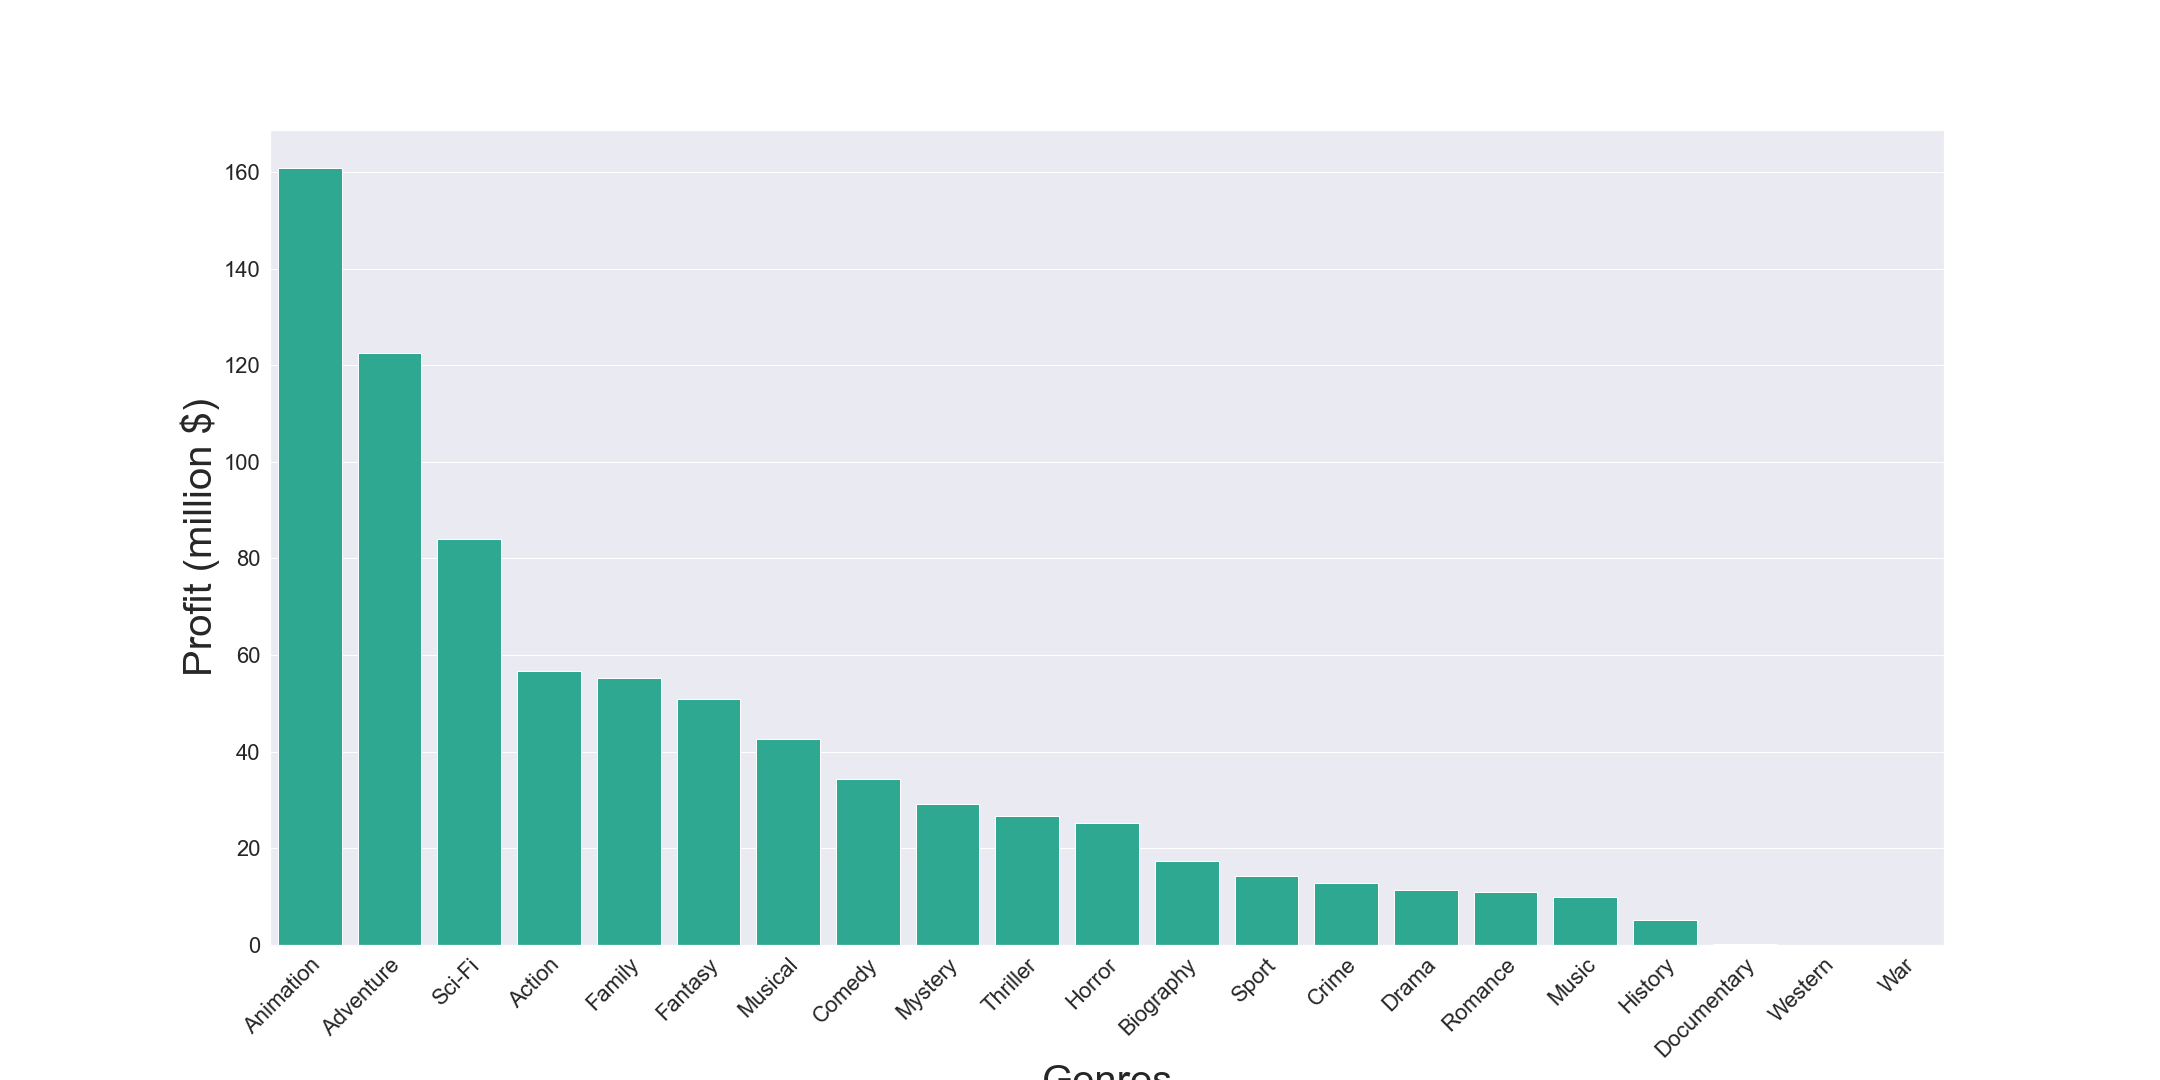 160
140
120
100
80
60
40
20
0
Profit (million $)
Animation
Adventure
Sci-Fi
Action
Family
Fantasy
Musical
Comedy
Mystery
Thriller
Horror
Biography
Sport
Crime
Drama
Romance
Music
History
Documentary
Western
War
Genres